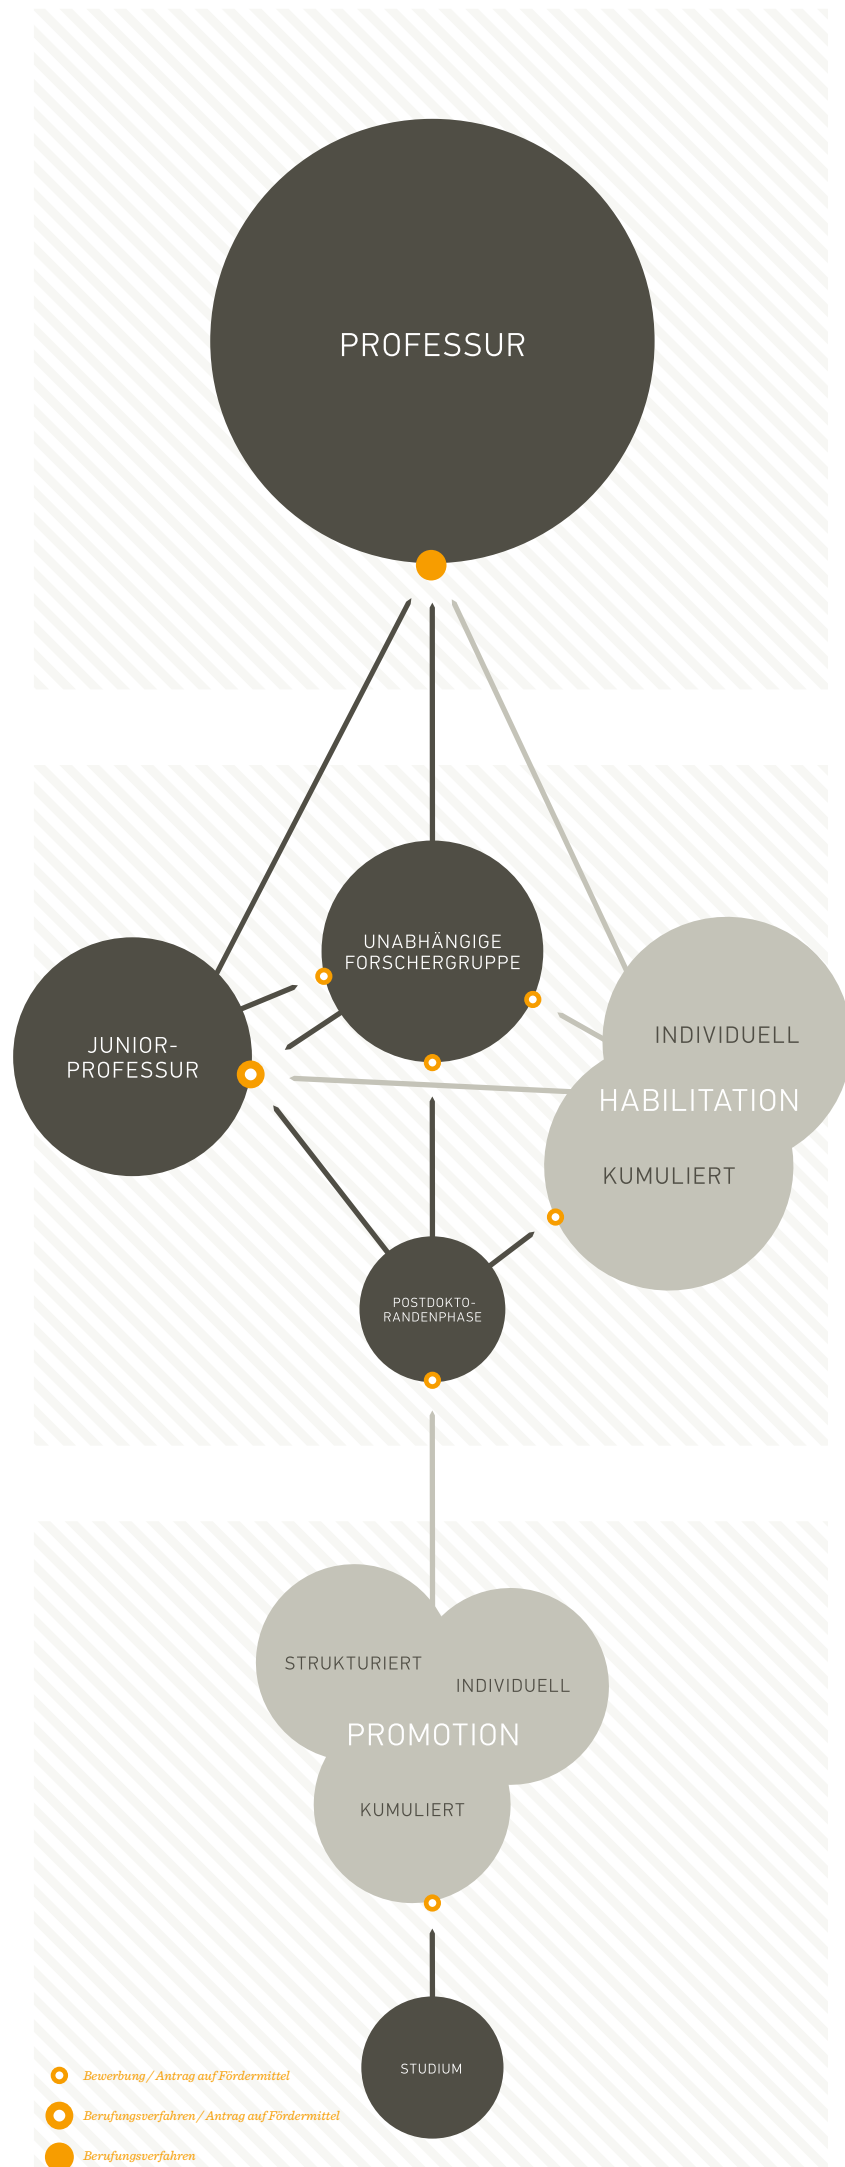 PROFESSUR
UNABHÄNGIGE
FORSCHERGRUPPE
JUNIOR-
PROFESSUR
INDIVIDUELL
HABILITATION
KUMULIERT
POSTDOKTO-
RANDENPHASE
STRUKTURIERT
INDIVIDUELL
PROMOTION
KUMULIERT
STUDIUM
Bewerbung / Antrag auf Fördermittel
Berufungsverfahren / Antrag auf Fördermittel
Berufungsverfahren